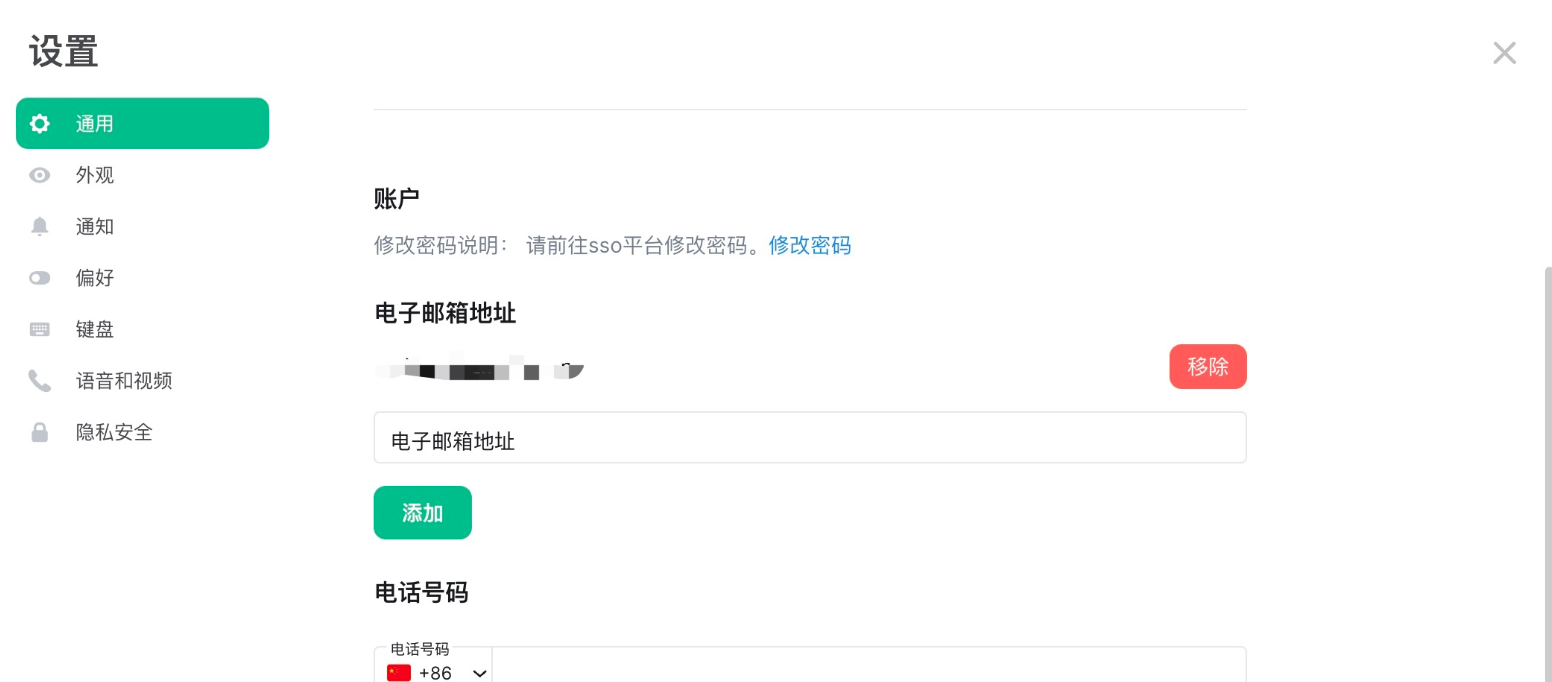 设置
通用
外观
通知
偏好
键盘
语音和视频
隐私安全
账户
修改密码说明： 请前往sso平台修改密码。修改密码
电子邮箱地址
移除
电子邮箱地址
添加
电话号码
电话号码
+86